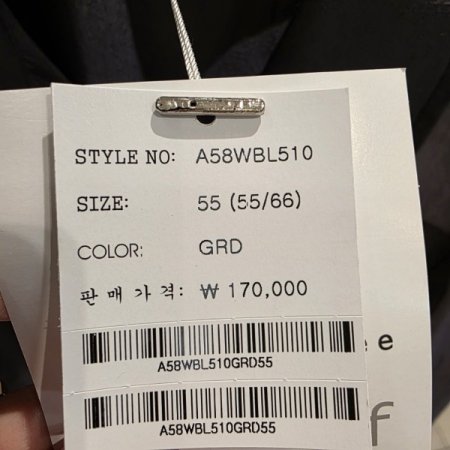 STYLE NO: A58WBL510
SIZE: 55 (55/66)
COLOR: GRD
판매가격: ₩ 170,000
A58WBL510GRD55
A58WBL510GRD55
e e
f